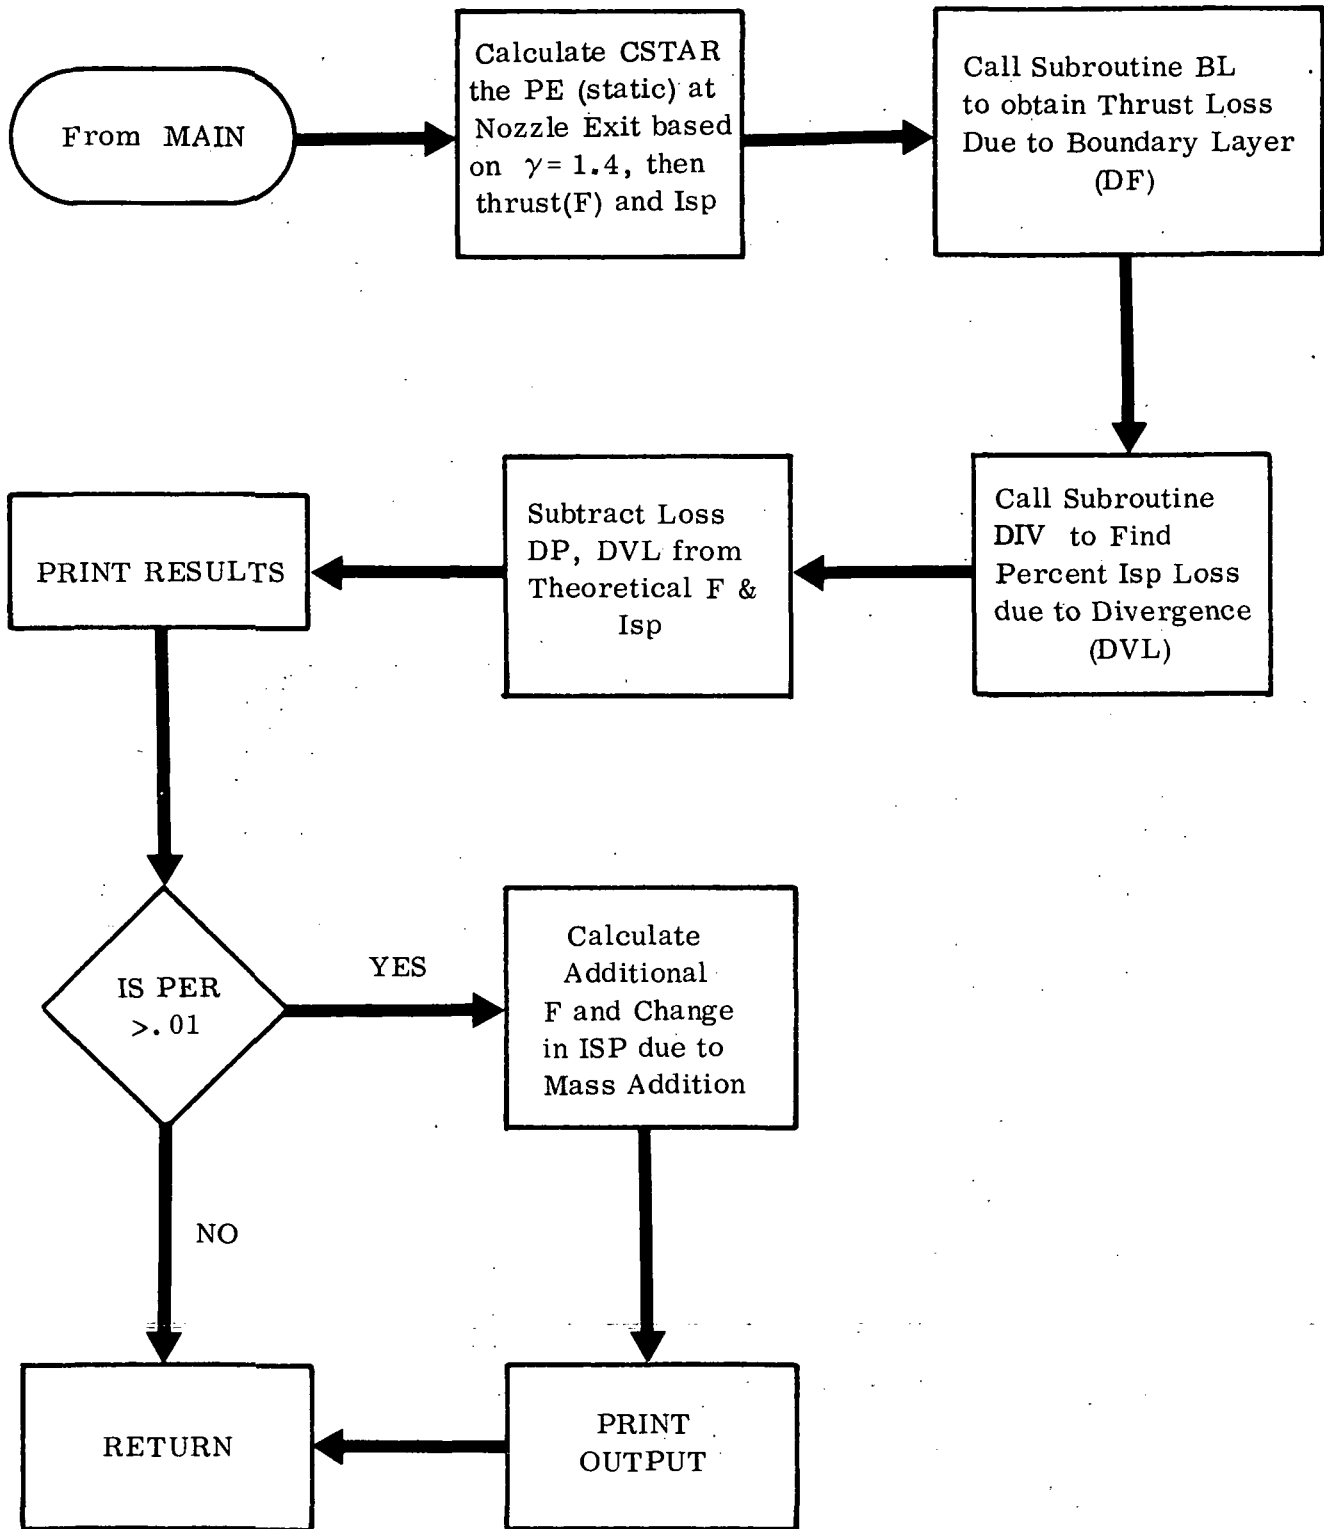 From MAIN
Calculate CSTAR
the PE (static) at
Nozzle Exit based
on γ= 1.4, then
thrust(F) and Isp
Call Subroutine BL
to obtain Thrust Loss
Due to Boundary Layer
(DF)
Call Subroutine
DIV to Find
Percent Isp Loss
due to Divergence
(DVL)
Subtract Loss
DP, DVL from
Theoretical F &
Isp
PRINT RESULTS
IS PER
>.01
YES
Calculate
Additional
F and Change
in ISP due to
Mass Addition
NO
PRINT
OUTPUT
RETURN